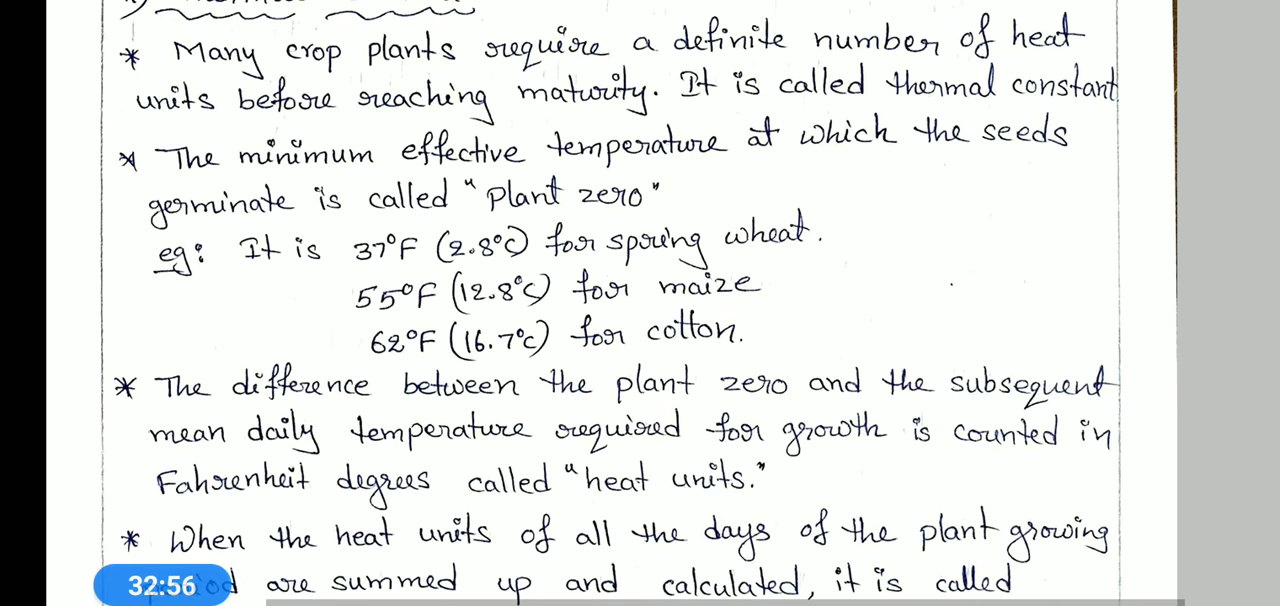 * Many crop plants require a definite number of heat
units before reaching maturity. It is called thermal constant
* The minimum effective temperature at which the seeds
germinate is called "Plant zero"
eg: It is 37°F (2.8°C) for spring wheat.
55°F (12.8°C) for maize
62°F (16.7°C) for cotton.
* The difference between the plant zero and the subsequent
mean daily temperature required for growth is counted in
Fahrenheit degrees called "heat units."
* When the heat units of all the days of the plant growing
32:56 are summed up and calculated, it is called